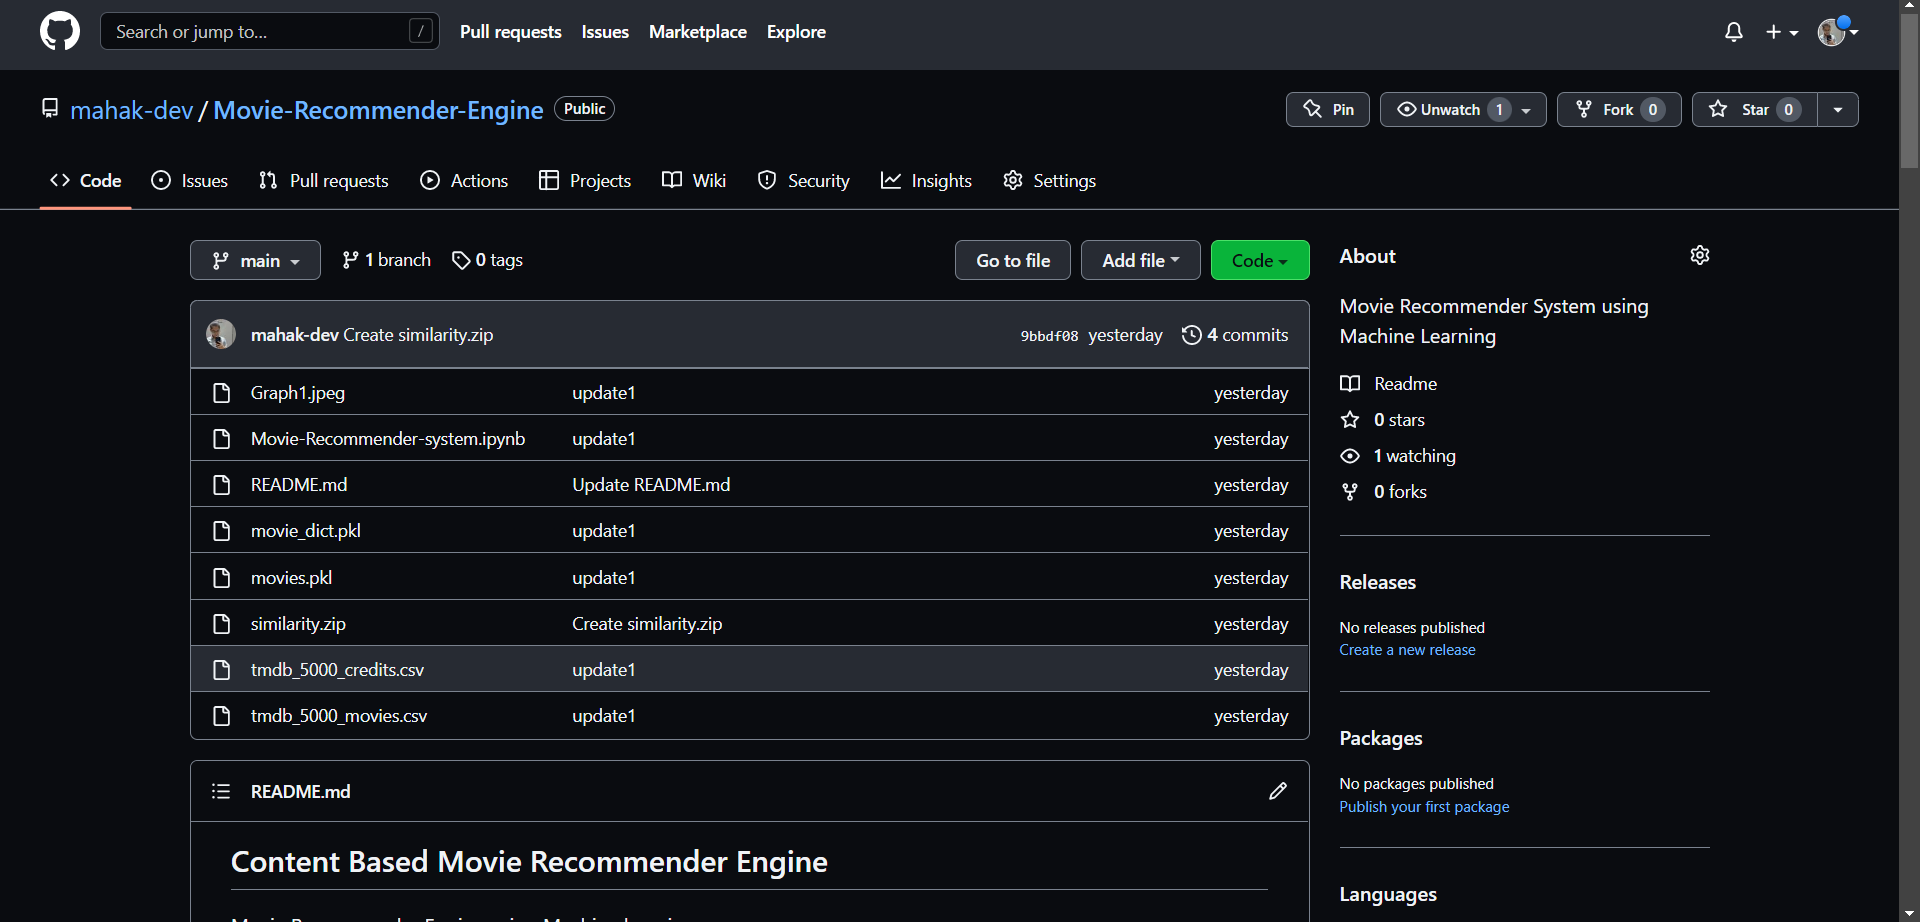 Search or jump to... /
Pull requests Issues Marketplace Explore
mahak-dev / Movie-Recommender-Engine Public
Pin Unwatch 1 Fork 0 Star 0
Code Issues Pull requests Actions Projects Wiki Security Insights Settings
main 1 branch 0 tags Go to file Add file Code
mahak-dev Create similarity.zip 9bbdf08 yesterday 4 commits
Graph1.jpeg update1 yesterday
Movie-Recommender-system.ipynb update1 yesterday
README.md Update README.md yesterday
movie_dict.pkl update1 yesterday
movies.pkl update1 yesterday
similarity.zip Create similarity.zip yesterday
tmdb_5000_credits.csv update1 yesterday
tmdb_5000_movies.csv update1 yesterday
README.md
Content Based Movie Recommender Engine
About
Movie Recommender System using
Machine Learning
Readme
0 stars
1 watching
0 forks
Releases
No releases published
Create a new release
Packages
No packages published
Publish your first package
Languages